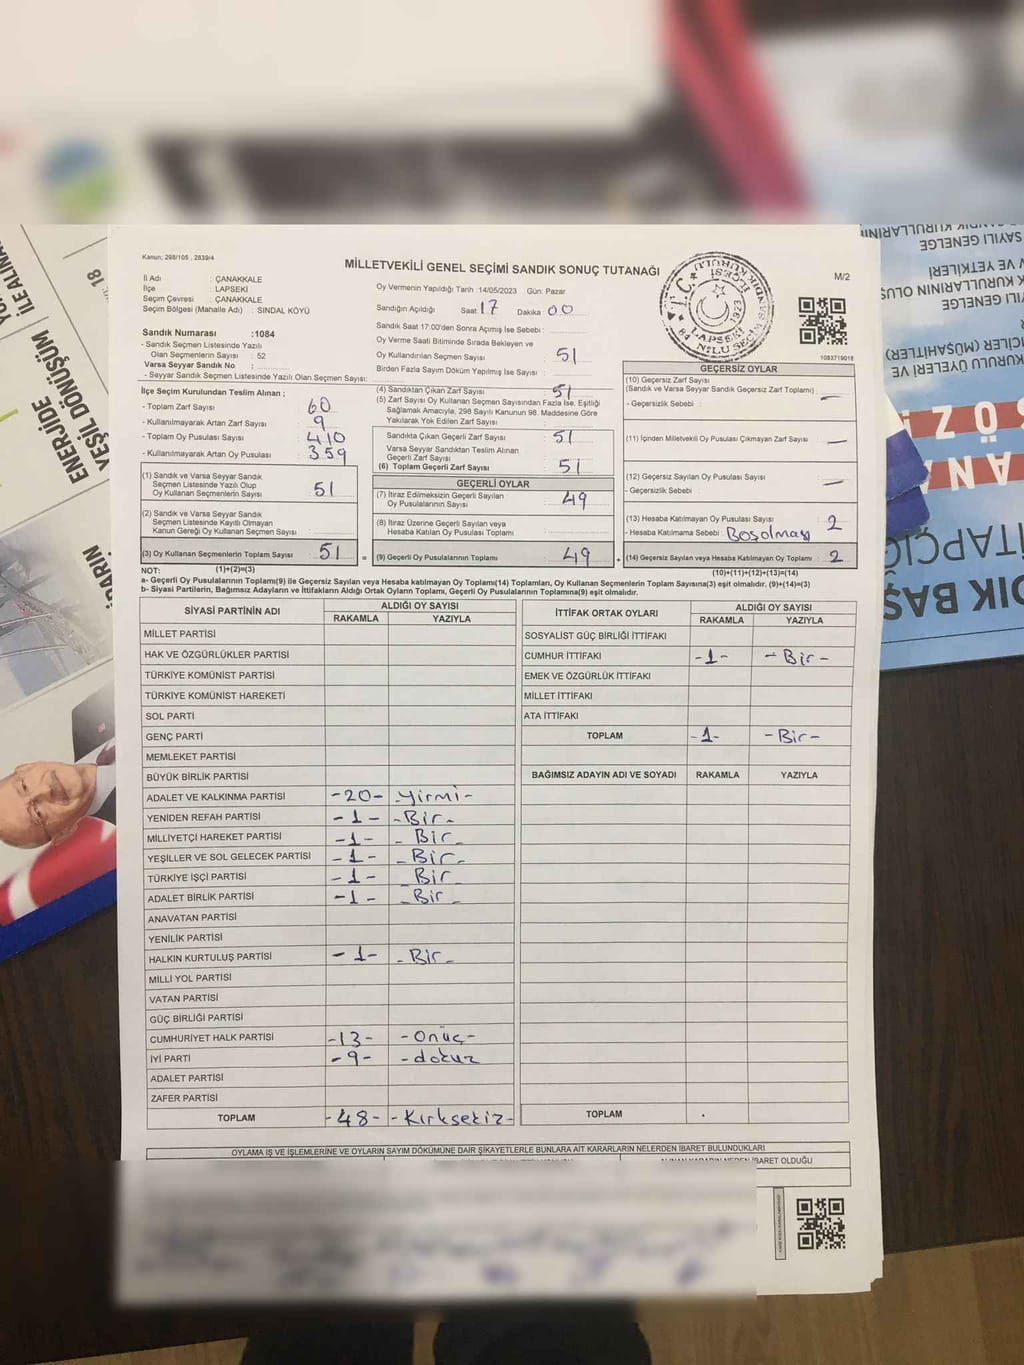 Kanun, 298/105 , 2839/4
MİLLETVEKİLİ GENEL SEÇİMİ SANDIK SONUÇ TUTANAĞI
M/2
İl Adı : ÇANAKKALE
İlçe : LAPSEKİ
Seçim Çevresi : ÇANAKKALE
Seçim Bölgesi (Mahalle Adı) : SINDAL KÖYÜ
Sandık Numarası :1084
- Sandık Seçmen Listesinde Yazılı
Olan Seçmenlerin Sayısı : 52
Varsa Seyyar Sandık No :
- Seyyar Sandık Seçmen Listesinde Yazılı Olan Seçmen Sayısı:
Oy Vermenin Yapıldığı Tarih :14/05/2023 Gün: Pazar
Sandığın Açıldığı Saat: 17 Dakika: 00
Sandık Saat 17:00'den Sonra Açılmış İse Sebebi :
Oy Verme Saati Bitiminde Sırada Bekleyen ve
Oy Kullandırılan Seçmen Sayısı : 51
Birden Fazla Sayım Dökümü Yapılmış İse Sayısı :
T.C.
LAPSEKİ
1923
1083719018
İlçe Seçim Kurulundan Teslim Alınan ;
- Toplam Zarf Sayısı : 60
- Kullanılmayarak Artan Zarf Sayısı : 9
- Toplam Oy Pusulası Sayısı : 410
- Kullanılmayarak Artan Oy Pusulası : 359
(1) Sandık ve Varsa Seyyar Sandık
Seçmen Listesinde Yazılı Olup
Oy Kullanan Seçmenlerin Sayısı : 51
(2) Sandık ve Varsa Seyyar Sandık
Seçmen Listesinde Kayıtlı Olmayan
Kanun Gereği Oy Kullanan Seçmen Sayısı :
(3) Oy Kullanan Seçmenlerin Toplam Sayısı : 51 =
(4) Sandıktan Çıkan Zarf Sayısı : 51
(5) Zarf Sayısı Oy Kullanan Seçmen Sayısından Fazla İse, Eşitliği
Sağlamak Amacıyla, 298 Sayılı Kanunun 98. Maddesine Göre
Yakılarak Yok Edilen Zarf Sayısı :
Sandıkta Çıkan Geçerli Zarf Sayısı : 51
Varsa Seyyar Sandıktan Teslim Alınan
Geçerli Zarf Sayısı :
(6) Toplam Geçerli Zarf Sayısı : 51
GEÇERLİ OYLAR
(7) İtiraz Edilmeksizin Geçerli Sayılan
Oy Pusulalarının Sayısı : 49
(8) İtiraz Üzerine Geçerli Sayılan veya
Hesaba Katılan Oy Pusulaları Toplamı :
(9) Geçerli Oy Pusulalarının Toplamı : 49 +
GEÇERSİZ OYLAR
(10) Geçersiz Zarf Sayısı
(Sandık ve Varsa Seyyar Sandık Geçersiz Zarf Toplamı) : —
- Geçersizlik Sebebi :
(11) İçinden Milletvekili Oy Pusulası Çıkmayan Zarf Sayısı : —
(12) Geçersiz Sayılan Oy Pusulası Sayısı : —
- Geçersizlik Sebebi :
(13) Hesaba Katılmayan Oy Pusulası Sayısı : 2
- Hesaba Katılmama Sebebi : Boş olması
(14) Geçersiz Sayılan veya Hesaba Katılmayan Oy Toplamı : 2
NOT: (1)+(2)=(3) (10)+(11)+(12)+(13)=(14)
a- Geçerli Oy Pusulalarının Toplamı(9) ile Geçersiz Sayılan veya Hesaba katılmayan Oy Toplamı(14) Toplamları, Oy Kullanan Seçmenlerin Toplam Sayısına(3) eşit olmalıdır. (9)+(14)=(3)
b- Siyasi Partilerin, Bağımsız Adayların ve İttifakların Aldığı Ortak Oyların Toplamı, Geçerli Oy Pusulalarının Toplamına(9) eşit olmalıdır.
SİYASİ PARTİNİN ADI ALDIĞI OY SAYISI
RAKAMLA YAZIYLA
MİLLET PARTİSİ
HAK VE ÖZGÜRLÜKLER PARTİSİ
TÜRKİYE KOMÜNİST PARTİSİ
TÜRKİYE KOMÜNİST HAREKETİ
SOL PARTİ
GENÇ PARTİ
MEMLEKET PARTİSİ
BÜYÜK BİRLİK PARTİSİ
ADALET VE KALKINMA PARTİSİ -20- -Yirmi-
YENİDEN REFAH PARTİSİ -1- -Bir-
MİLLİYETÇİ HAREKET PARTİSİ -1- -Bir-
YEŞİLLER VE SOL GELECEK PARTİSİ -1- -Bir-
TÜRKİYE İŞÇİ PARTİSİ -1- -Bir-
ADALET BİRLİK PARTİSİ -1- -Bir-
ANAVATAN PARTİSİ
YENİLİK PARTİSİ
HALKIN KURTULUŞ PARTİSİ -1- -Bir-
MİLLİ YOL PARTİSİ
VATAN PARTİSİ
GÜÇ BİRLİĞİ PARTİSİ
CUMHURİYET HALK PARTİSİ -13- -Onüç-
İYİ PARTİ -9- -dokuz
ADALET PARTİSİ
ZAFER PARTİSİ
TOPLAM -48- -Kırksekiz-
İTTİFAK ORTAK OYLARI ALDIĞI OY SAYISI
RAKAMLA YAZIYLA
SOSYALİST GÜÇ BİRLİĞİ İTTİFAKI
CUMHUR İTTİFAKI -1- -Bir-
EMEK VE ÖZGÜRLÜK İTTİFAKI
MİLLET İTTİFAKI
ATA İTTİFAKI
TOPLAM -1- -Bir-
BAĞIMSIZ ADAYIN ADI VE SOYADI RAKAMLA YAZIYLA
TOPLAM
OYLAMA İŞ VE İŞLEMLERİNE VE OYLARIN SAYIM DÖKÜMÜNE DAİR ŞİKAYETLERLE BUNLARA AİT KARARLARIN NELERDEN İBARET BULUNDUKLARI
İBARET OLDUĞU
ENERJİDE
YEŞİL DÖNÜŞÜM
İLE ALINA
18
SAYILI GENELGE
VE YETKİLERİ
K KURULLARININ OLUŞ
ILI GENELGE
İCİLER (MÜŞAHİTLER)
KURULU ÜYELERİ VE
İTAPÇIĞ
DIK BAŞ